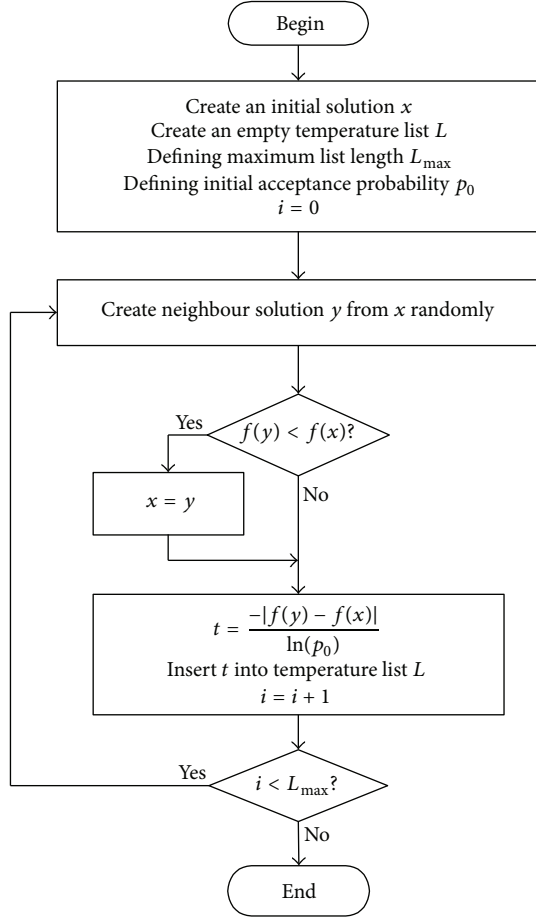 Begin
Create an initial solution x
Create an empty temperature list L
Defining maximum list length L_max
Defining initial acceptance probability p_0
i = 0
Create neighbour solution y from x randomly
Yes
f(y) < f(x)?
No
x = y
t = −|f(y) − f(x)| / ln(p_0)
Insert t into temperature list L
i = i + 1
Yes
i < L_max?
No
End